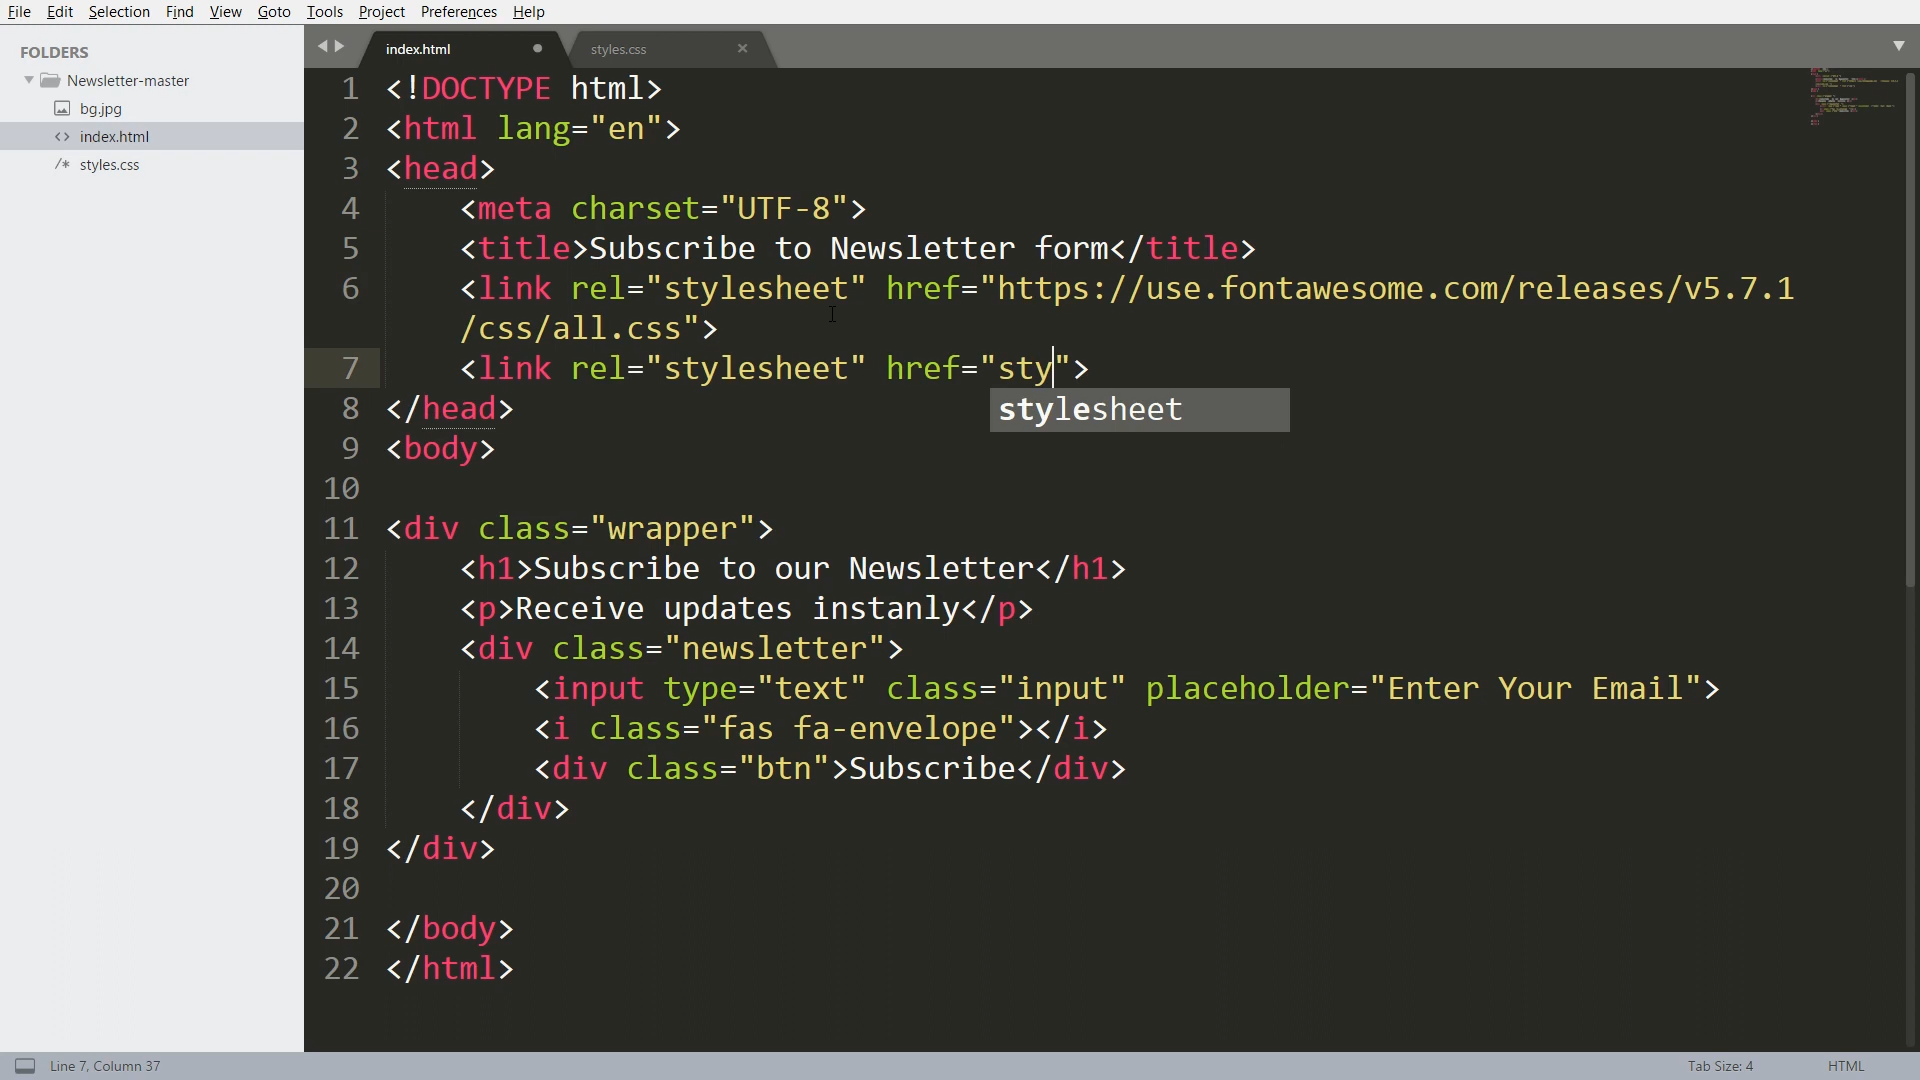 File Edit Selection Find View Goto Tools Project Preferences Help
FOLDERS
Newsletter-master
bg.jpg
index.html
styles.css
index.html
styles.css
1 <!DOCTYPE html>
2 <html lang="en">
3 <head>
4 <meta charset="UTF-8">
5 <title>Subscribe to Newsletter form</title>
6 <link rel="stylesheet" href="https://use.fontawesome.com/releases/v5.7.1
/css/all.css">
7 <link rel="stylesheet" href="sty">
stylesheet
8 </head>
9 <body>
10
11 <div class="wrapper">
12 <h1>Subscribe to our Newsletter</h1>
13 <p>Receive updates instanly</p>
14 <div class="newsletter">
15 <input type="text" class="input" placeholder="Enter Your Email">
16 <i class="fas fa-envelope"></i>
17 <div class="btn">Subscribe</div>
18 </div>
19 </div>
20
21 </body>
22 </html>
Line 7, Column 37
Tab Size: 4
HTML